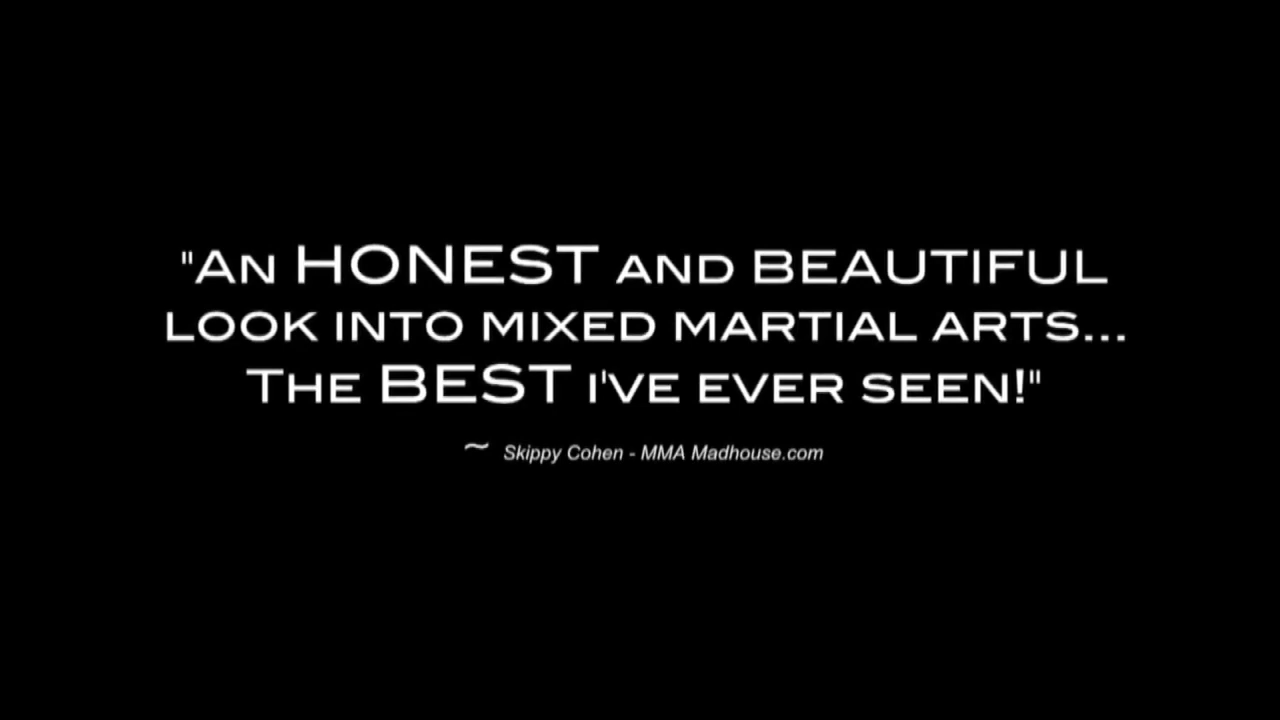 "An HONEST and BEAUTIFUL
LOOK INTO MIXED MARTIAL ARTS...
The BEST I'VE EVER SEEN!"
~ Skippy Cohen - MMA Madhouse.com